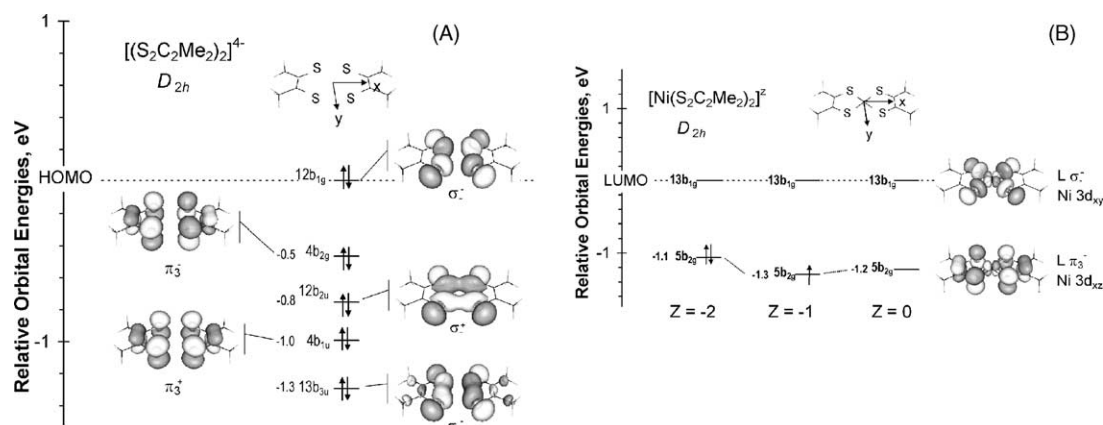 (A)
1
[(S2C2Me2)2]4-
D2h
S S
S S
x
y
Relative Orbital Energies, eV
HOMO
12b1g
σ-
π3-
-0.5 4b2g
-0.8 12b2u
σ+
-1
-1.0 4b1u
π3+
-1.3 13b3u
(B)
1
[Ni(S2C2Me2)2]z
D2h
S S
S S
x
y
Relative Orbital Energies, eV
LUMO
13b1g 13b1g 13b1g
L σ-
Ni 3dxy
-1
-1.1 5b2g
-1.3 5b2g
-1.2 5b2g
L π3-
Ni 3dxz
Z = -2 Z = -1 Z = 0